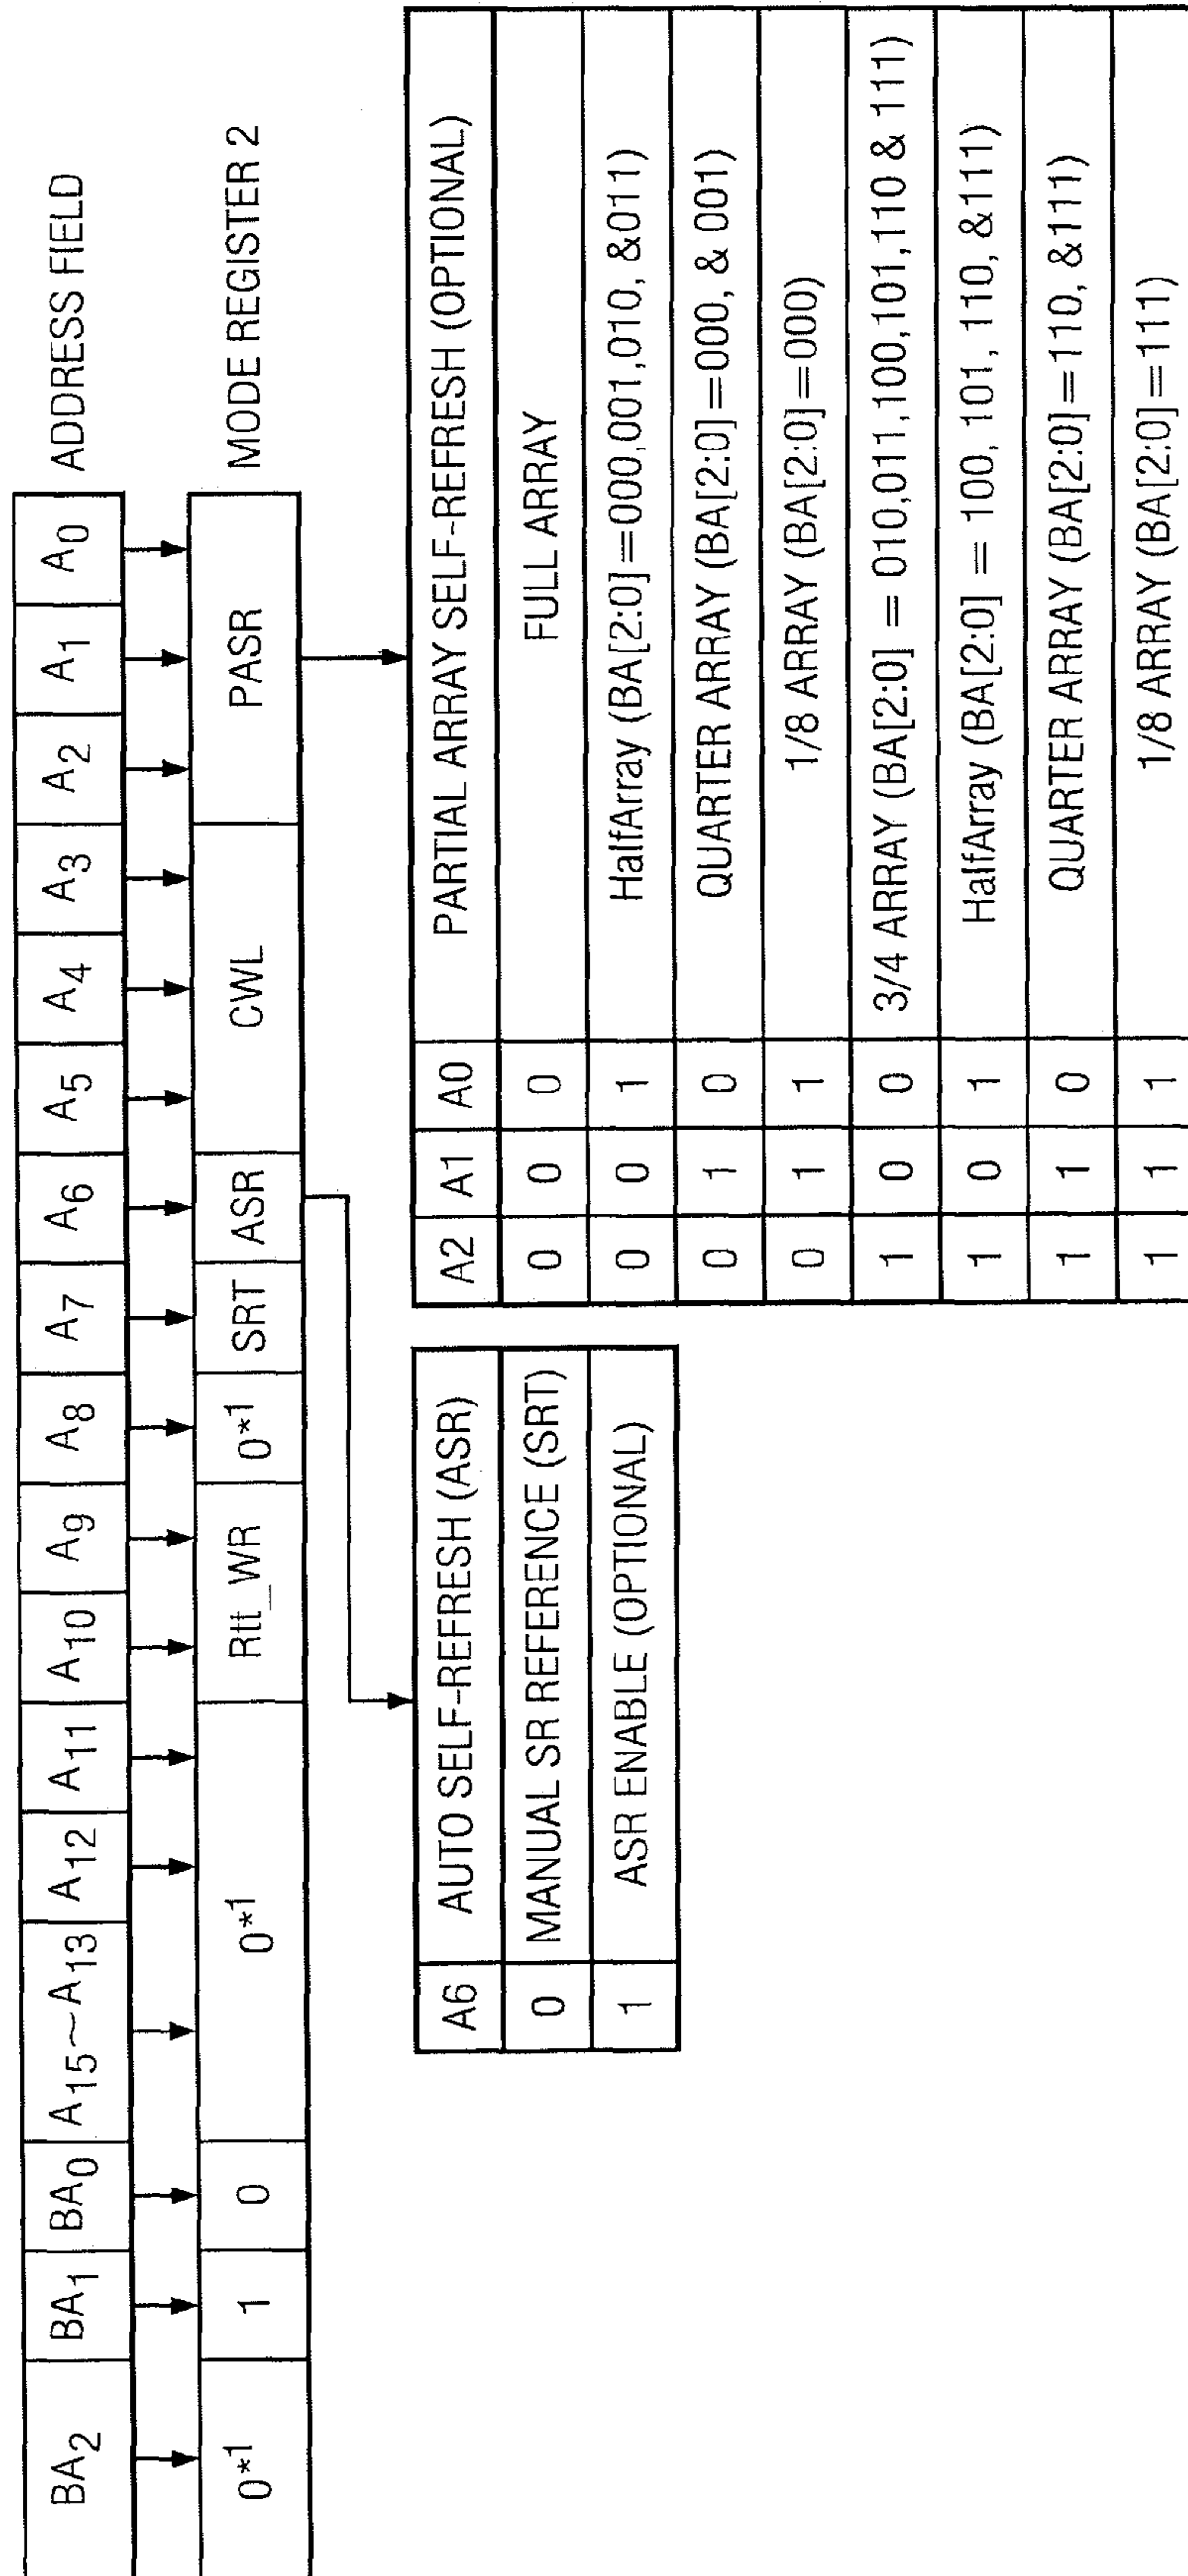 BA2 BA1 BA0 A15~A13 A12 A11 A10 A9 A8 A7 A6 A5 A4 A3 A2 A1 A0 ADDRESS FIELD
0*1 1 0 0*1 Rtt_WR 0*1 SRT ASR CWL PASR MODE REGISTER 2
A6 AUTO SELF-REFRESH (ASR)
0 MANUAL SR REFERENCE (SRT)
1 ASR ENABLE (OPTIONAL)
A2 A1 A0 PARTIAL ARRAY SELF-REFRESH (OPTIONAL)
0 0 0 FULL ARRAY
0 0 1 HalfArray (BA[2:0]=000,001,010, &011)
0 1 0 QUARTER ARRAY (BA[2:0]=000, & 001)
0 1 1 1/8 ARRAY (BA[2:0]=000)
1 0 0 3/4 ARRAY (BA[2:0] = 010,011,100,101,110 & 111)
1 0 1 HalfArray (BA[2:0] = 100, 101, 110, &111)
1 1 0 QUARTER ARRAY (BA[2:0]=110, &111)
1 1 1 1/8 ARRAY (BA[2:0]=111)